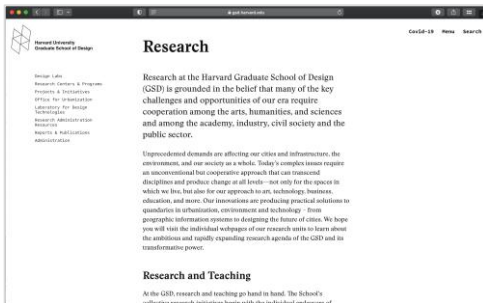 gsd.harvard.edu
Covid-19 Menu Search
Harvard University
Graduate School of Design
Research
Design Labs
Research Centers & Programs
Projects & Initiatives
Office for Urbanization
Laboratory for Design
Technologies
Research Administration
Resources
Reports & Publications
Administration
Research at the Harvard Graduate School of Design
(GSD) is grounded in the belief that many of the key
challenges and opportunities of our era require
cooperation among the arts, humanities, and sciences
and among the academy, industry, civil society and the
public sector.
Unprecedented demands are affecting our cities and infrastructure, the
environment, and our society as a whole. Today's complex issues require
an unconventional but cooperative approach that can transcend
disciplines and produce change at all levels—not only for the spaces in
which we live, but also for our approach to art, technology, business,
education, and more. Our innovations are producing practical solutions to
quandaries in urbanization, environment and technology – from
geographic information systems to designing the future of cities. We hope
you will visit the individual webpages of our research units to learn about
the ambitious and rapidly expanding research agenda of the GSD and its
transformative power.
Research and Teaching
At the GSD, research and teaching go hand in hand. The School's
collective research initiatives begin with the individual endeavors of